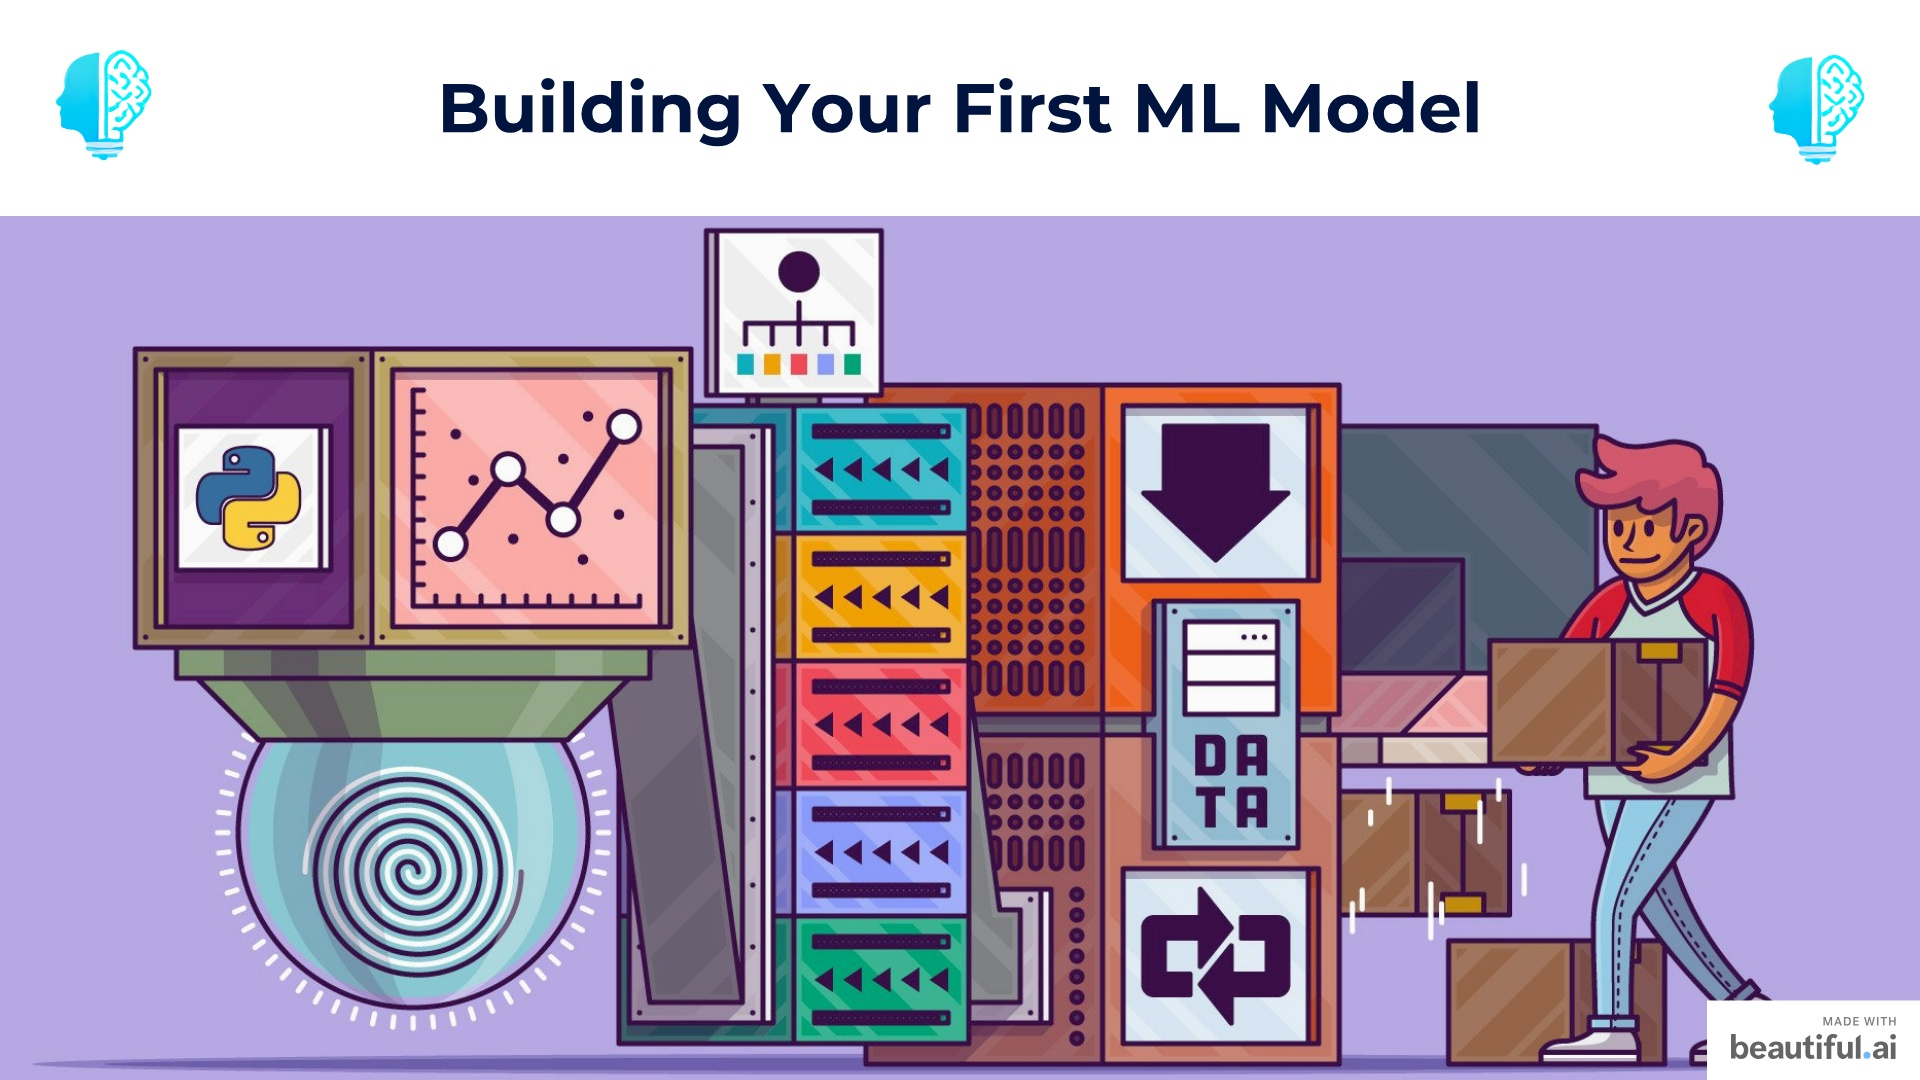 Building Your First ML Model
DA
TA
MADE WITH
beautiful.ai